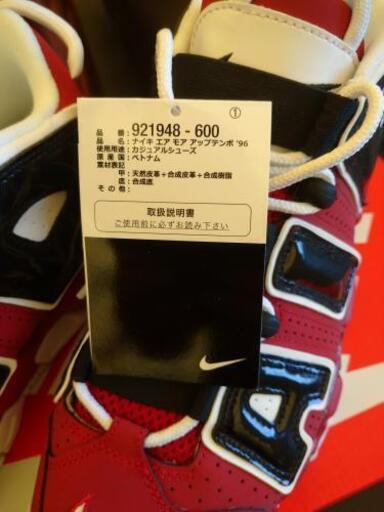 ①
品 番: 921948 - 600
品 名: ナイキ エア モア アップテンポ '96
使用用途: カジュアルシューズ
原 産 国: ベトナム
素材表記
甲: 天然皮革+合成皮革+合成樹脂
底: 合成底
その他:
取扱説明書
ご使用前に必ずお読み下さい